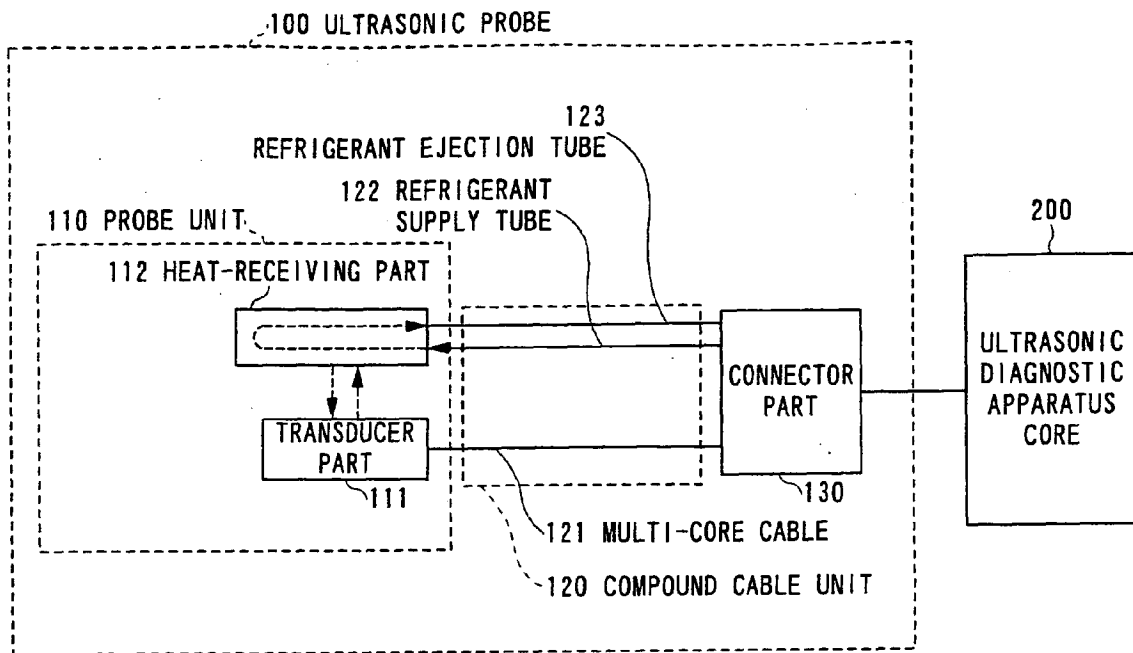 100 ULTRASONIC PROBE
123
REFRIGERANT EJECTION TUBE
122 REFRIGERANT
SUPPLY TUBE
110 PROBE UNIT
112 HEAT-RECEIVING PART
200
TRANSDUCER
PART
111
CONNECTOR
PART
130
ULTRASONIC
DIAGNOSTIC
APPARATUS
CORE
121 MULTI-CORE CABLE
120 COMPOUND CABLE UNIT